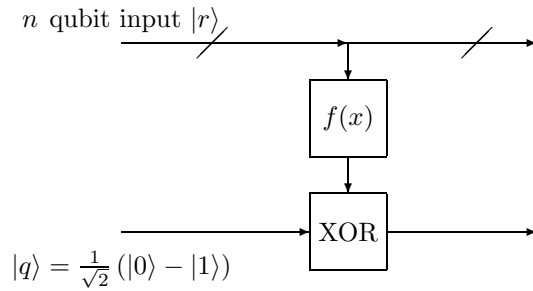 n qubit input |r⟩
f(x)
XOR
|q⟩ = 1/√2 (|0⟩ − |1⟩)